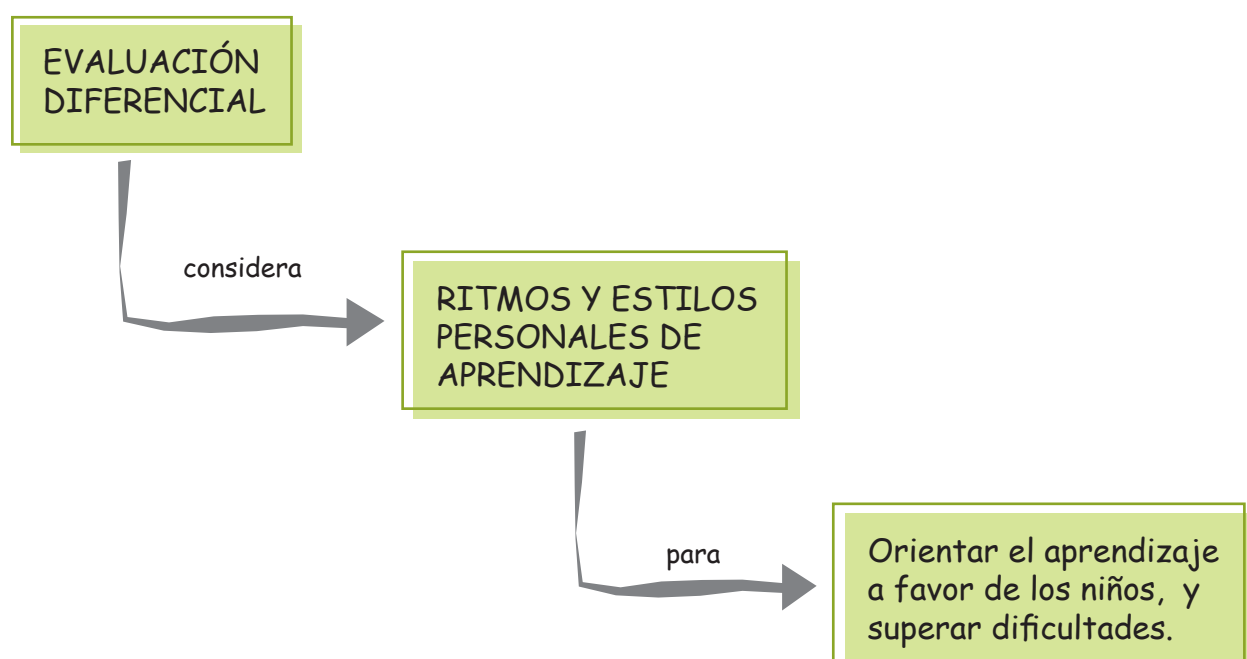 EVALUACIÓN
DIFERENCIAL
considera
RITMOS Y ESTILOS
PERSONALES DE
APRENDIZAJE
para
Orientar el aprendizaje
a favor de los niños, y
superar dificultades.